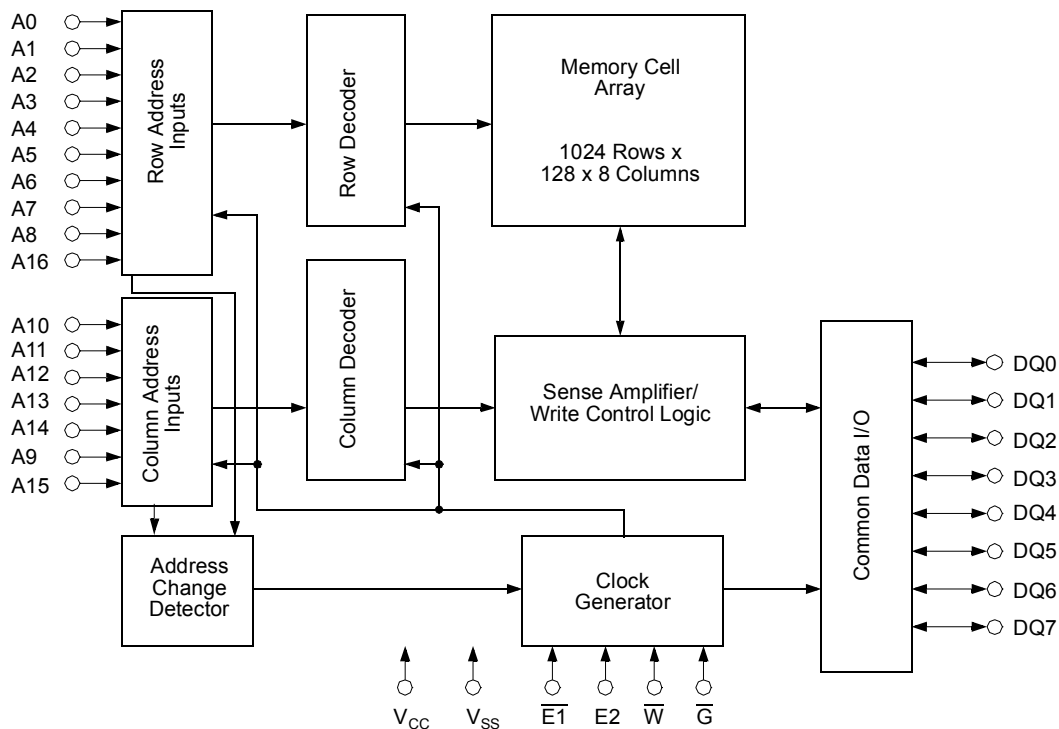 A0
A1
A2
A3
A4
A5
A6
A7
A8
A16
Row Address
Inputs
Row Decoder
Memory Cell
Array
1024 Rows x
128 x 8 Columns
A10
A11
A12
A13
A14
A9
A15
Column Address
Inputs
Column Decoder
Sense Amplifier/
Write Control Logic
Common Data I/O
DQ0
DQ1
DQ2
DQ3
DQ4
DQ5
DQ6
DQ7
Address
Change
Detector
Clock
Generator
VCC
VSS
E1
E2
W
G